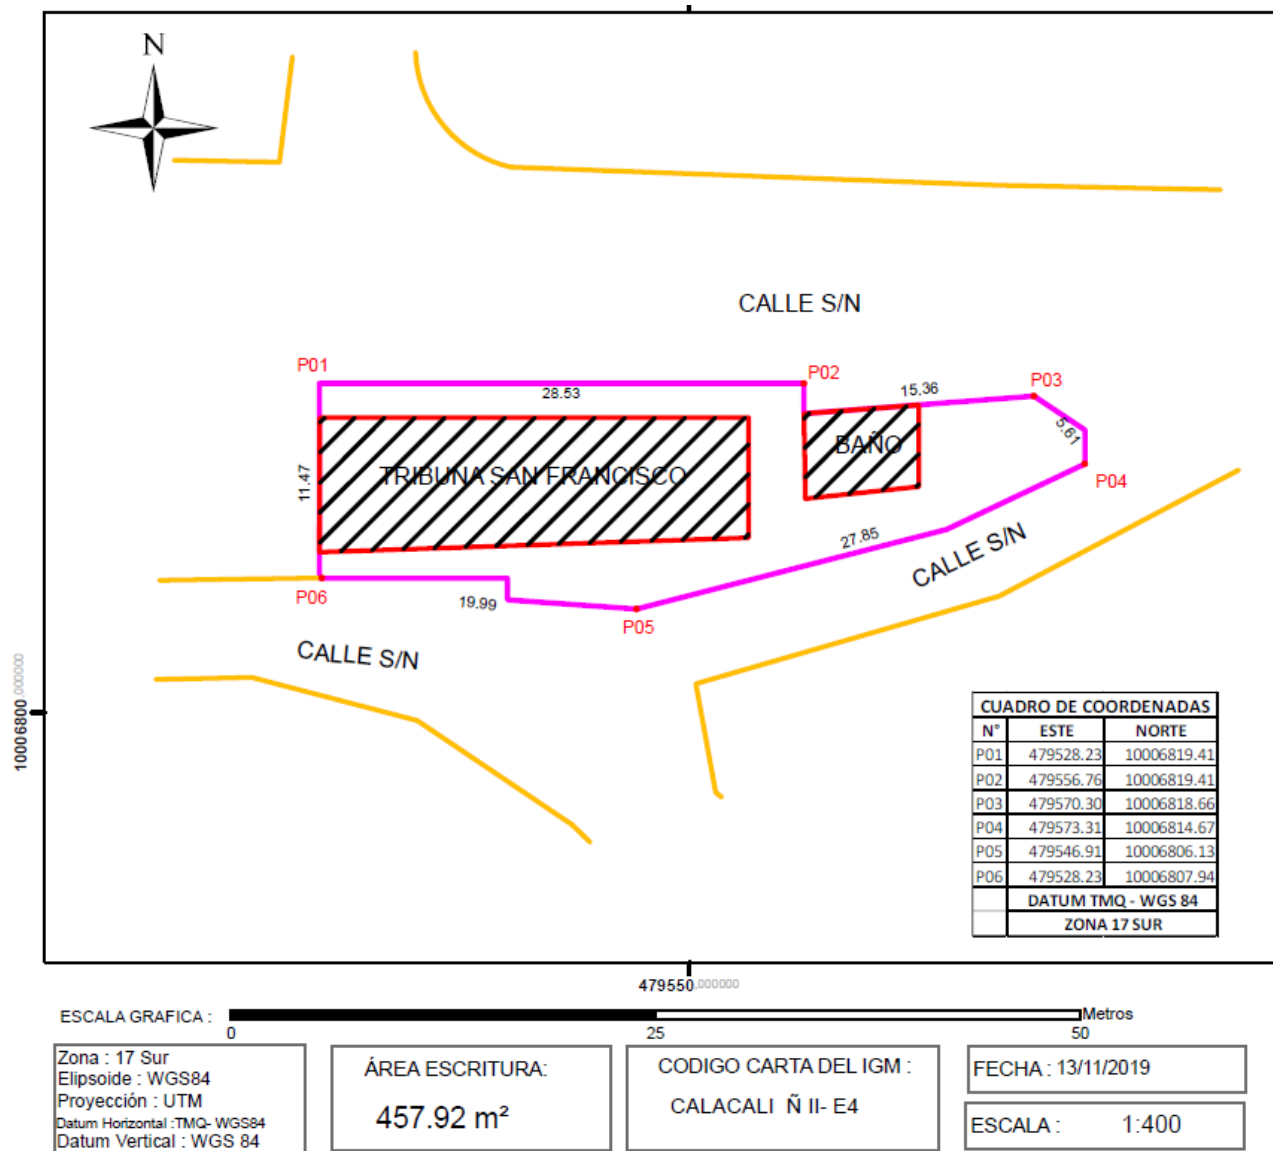 N
CALLE S/N
P01
P02
28.53
15.36
P03
5.61
11.47
BAÑO
TRIBUNA SAN FRANCISCO
P04
27.85
CALLE S/N
P06
19.99
P05
CALLE S/N
10006800.000000
CUADRO DE COORDENADAS
N° ESTE NORTE
P01 479528.23 10006819.41
P02 479556.76 10006819.41
P03 479570.30 10006818.66
P04 479573.31 10006814.67
P05 479546.91 10006806.13
P06 479528.23 10006807.94
DATUM TMQ - WGS 84
ZONA 17 SUR
479550.000000
ESCALA GRAFICA :
Metros
0 25 50
Zona : 17 Sur
Elipsoide : WGS84
Proyección : UTM
Datum Horizontal :TMQ- WGS84
Datum Vertical : WGS 84
ÁREA ESCRITURA:
457.92 m²
CODIGO CARTA DEL IGM :
CALACALI Ñ II- E4
FECHA : 13/11/2019
ESCALA : 1:400